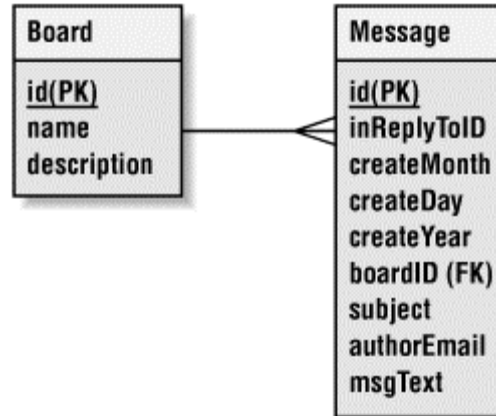 Board
id(PK)
name
description
Message
id(PK)
inReplyToID
createMonth
createDay
createYear
boardID (FK)
subject
authorEmail
msgText